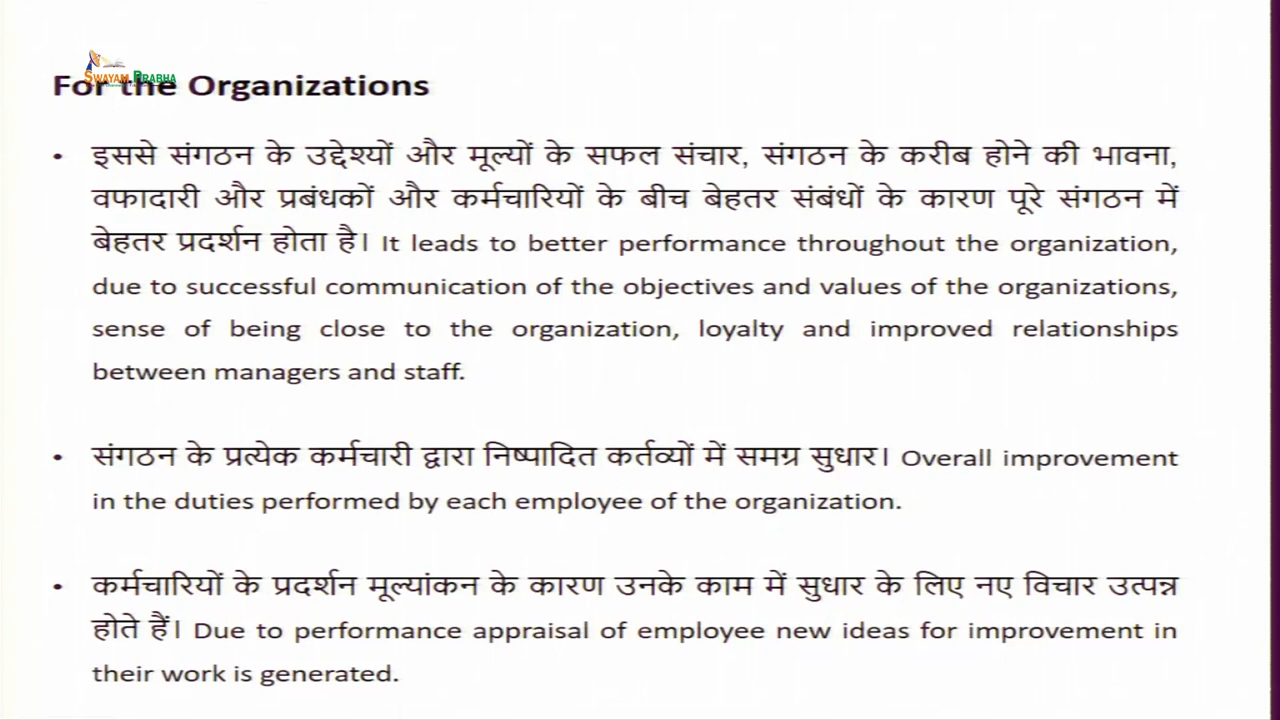 SWAYAM PRABHA
For the Organizations
• इससे संगठन के उद्देश्यों और मूल्यों के सफल संचार, संगठन के करीब होने की भावना,
वफादारी और प्रबंधकों और कर्मचारियों के बीच बेहतर संबंधों के कारण पूरे संगठन में
बेहतर प्रदर्शन होता है। It leads to better performance throughout the organization,
due to successful communication of the objectives and values of the organizations,
sense of being close to the organization, loyalty and improved relationships
between managers and staff.
• संगठन के प्रत्येक कर्मचारी द्वारा निष्पादित कर्तव्यों में समग्र सुधार। Overall improvement
in the duties performed by each employee of the organization.
• कर्मचारियों के प्रदर्शन मूल्यांकन के कारण उनके काम में सुधार के लिए नए विचार उत्पन्न
होते हैं। Due to performance appraisal of employee new ideas for improvement in
their work is generated.